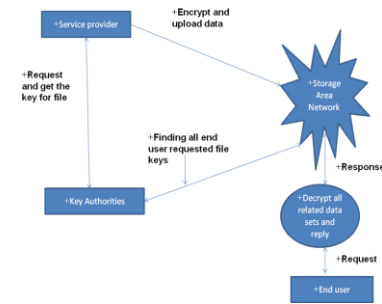 +Encrypt and
upload data
+Service provider
+Storage
Area
Network
+Request
and get the
key for file
+Finding all end
user requested file
keys
+Response
+Key Authorities
+Decrypt all
related data
sets and
reply
+Request
+End user